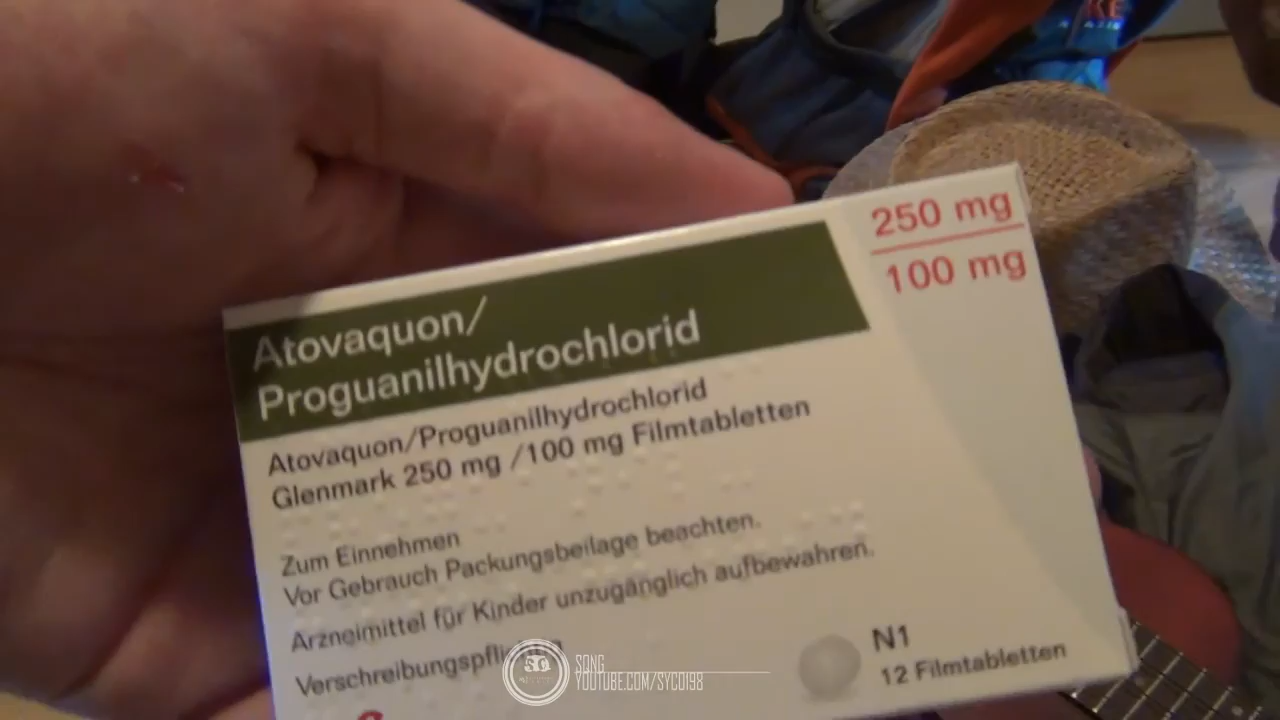 250 mg
100 mg
Atovaquon/
Proguanilhydrochlorid
Atovaquon/Proguanilhydrochlorid
Glenmark 250 mg /100 mg Filmtabletten
Zum Einnehmen
Vor Gebrauch Packungsbeilage beachten.
Arzneimittel für Kinder unzugänglich aufbewahren.
N1
12 Filmtabletten
SONG
YOUTUBE.COM/SYCO198